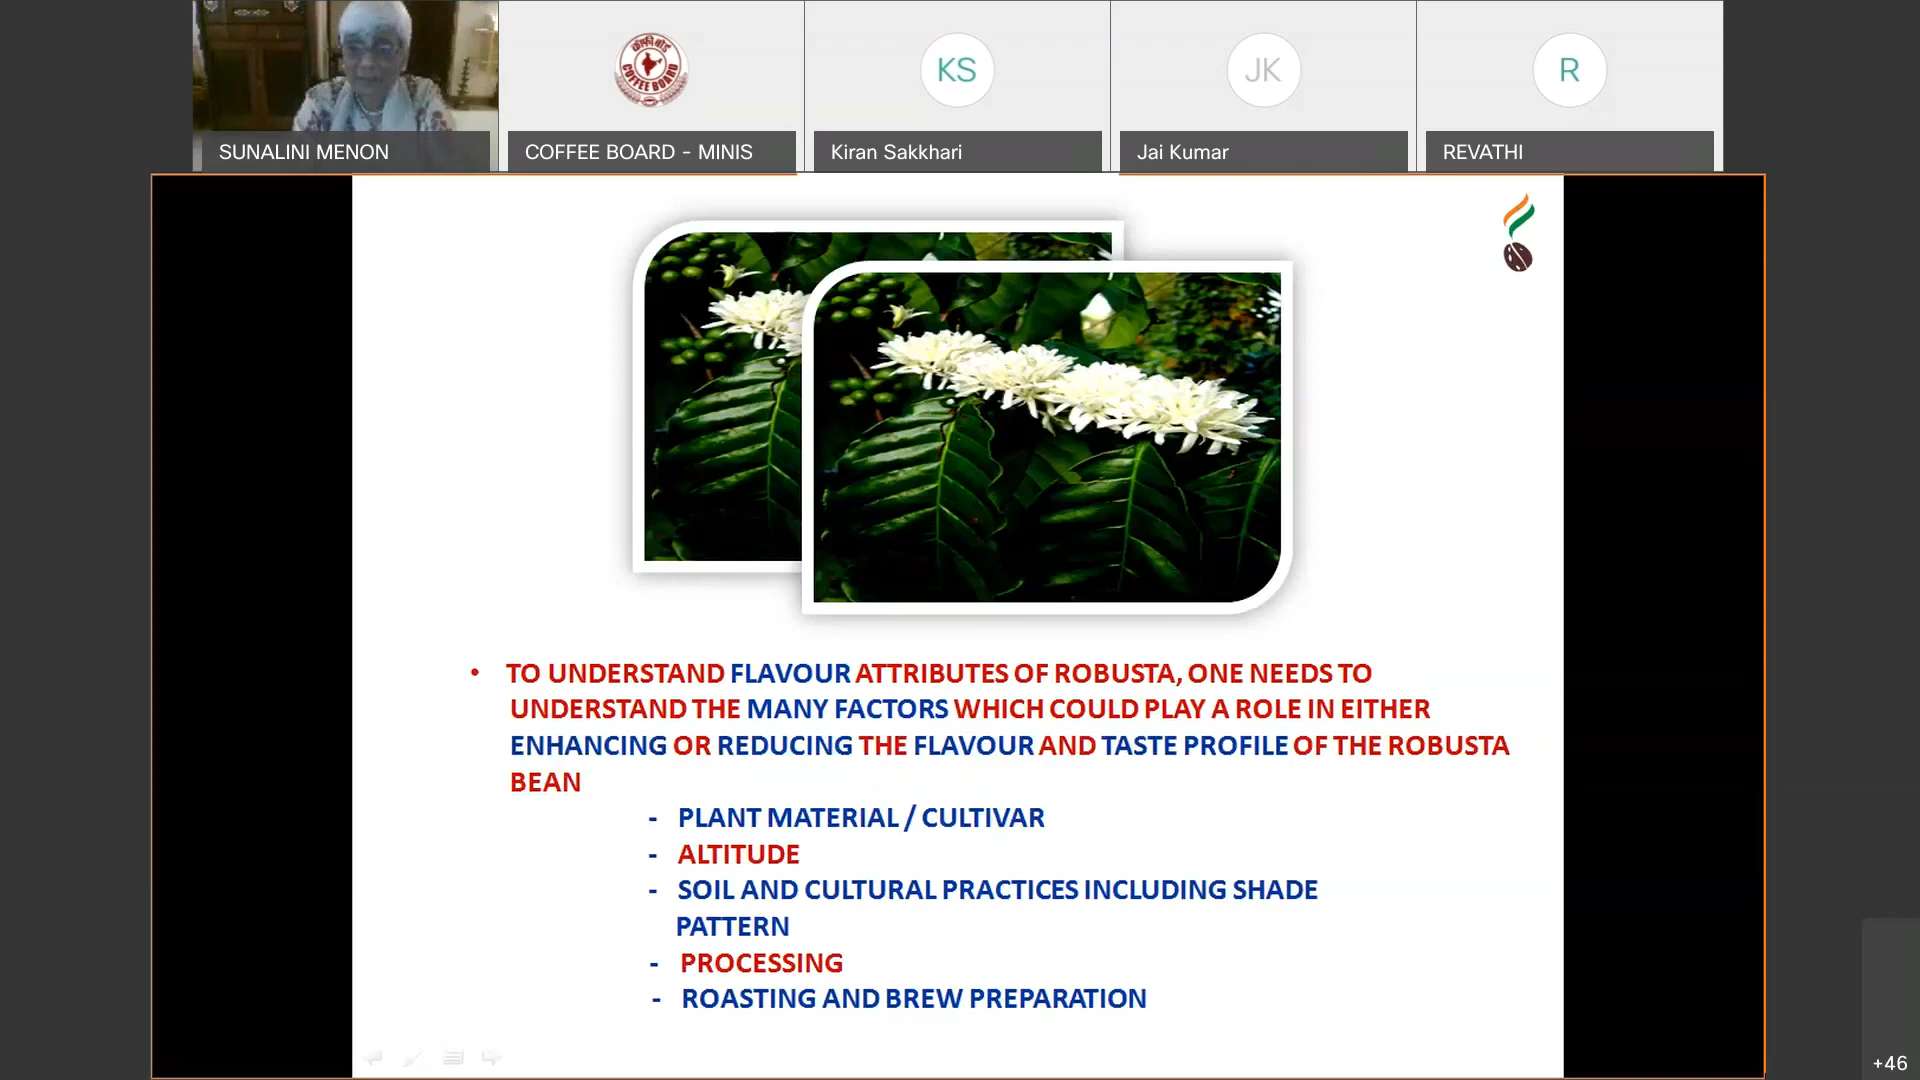 कॉफी बोर्ड
COFFEE BOARD
KS
JK
R
SUNALINI MENON
COFFEE BOARD - MINIS
Kiran Sakkhari
Jai Kumar
REVATHI
• TO UNDERSTAND FLAVOUR ATTRIBUTES OF ROBUSTA, ONE NEEDS TO
UNDERSTAND THE MANY FACTORS WHICH COULD PLAY A ROLE IN EITHER
ENHANCING OR REDUCING THE FLAVOUR AND TASTE PROFILE OF THE ROBUSTA
BEAN
- PLANT MATERIAL / CULTIVAR
- ALTITUDE
- SOIL AND CULTURAL PRACTICES INCLUDING SHADE
PATTERN
- PROCESSING
- ROASTING AND BREW PREPARATION
+46